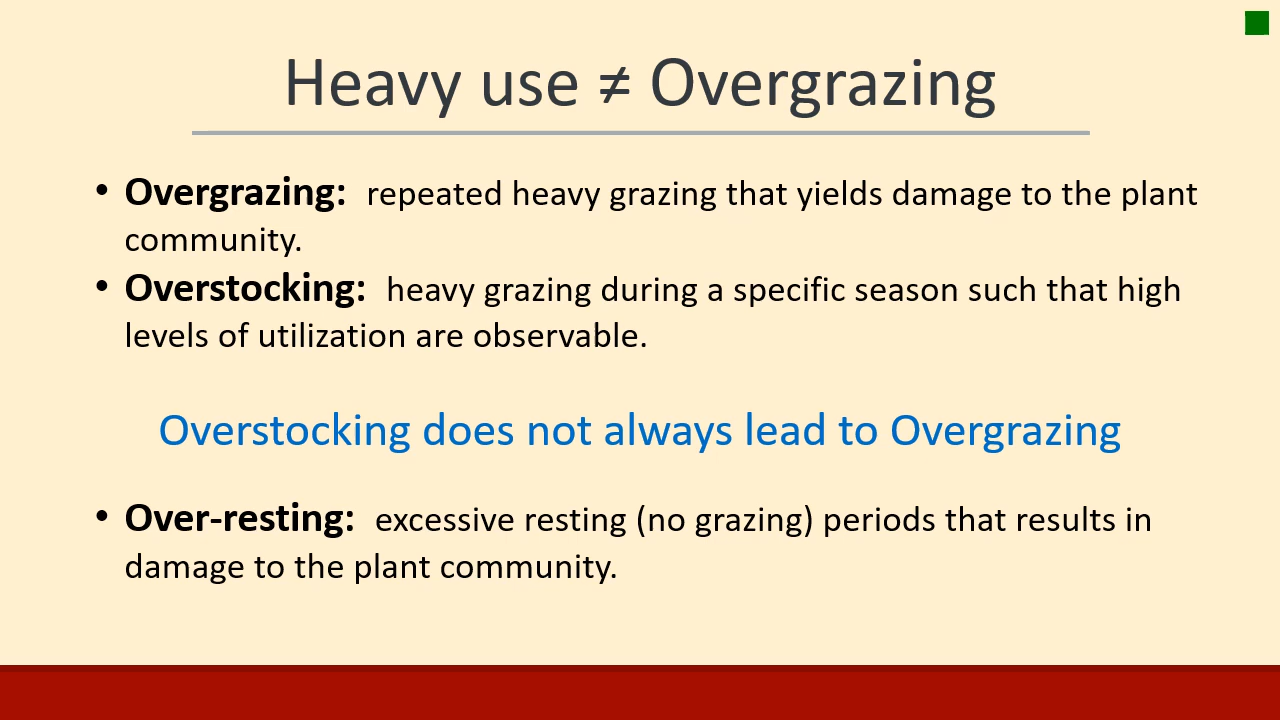 Heavy use ≠ Overgrazing
• Overgrazing: repeated heavy grazing that yields damage to the plant
community.
• Overstocking: heavy grazing during a specific season such that high
levels of utilization are observable.
Overstocking does not always lead to Overgrazing
• Over-resting: excessive resting (no grazing) periods that results in
damage to the plant community.